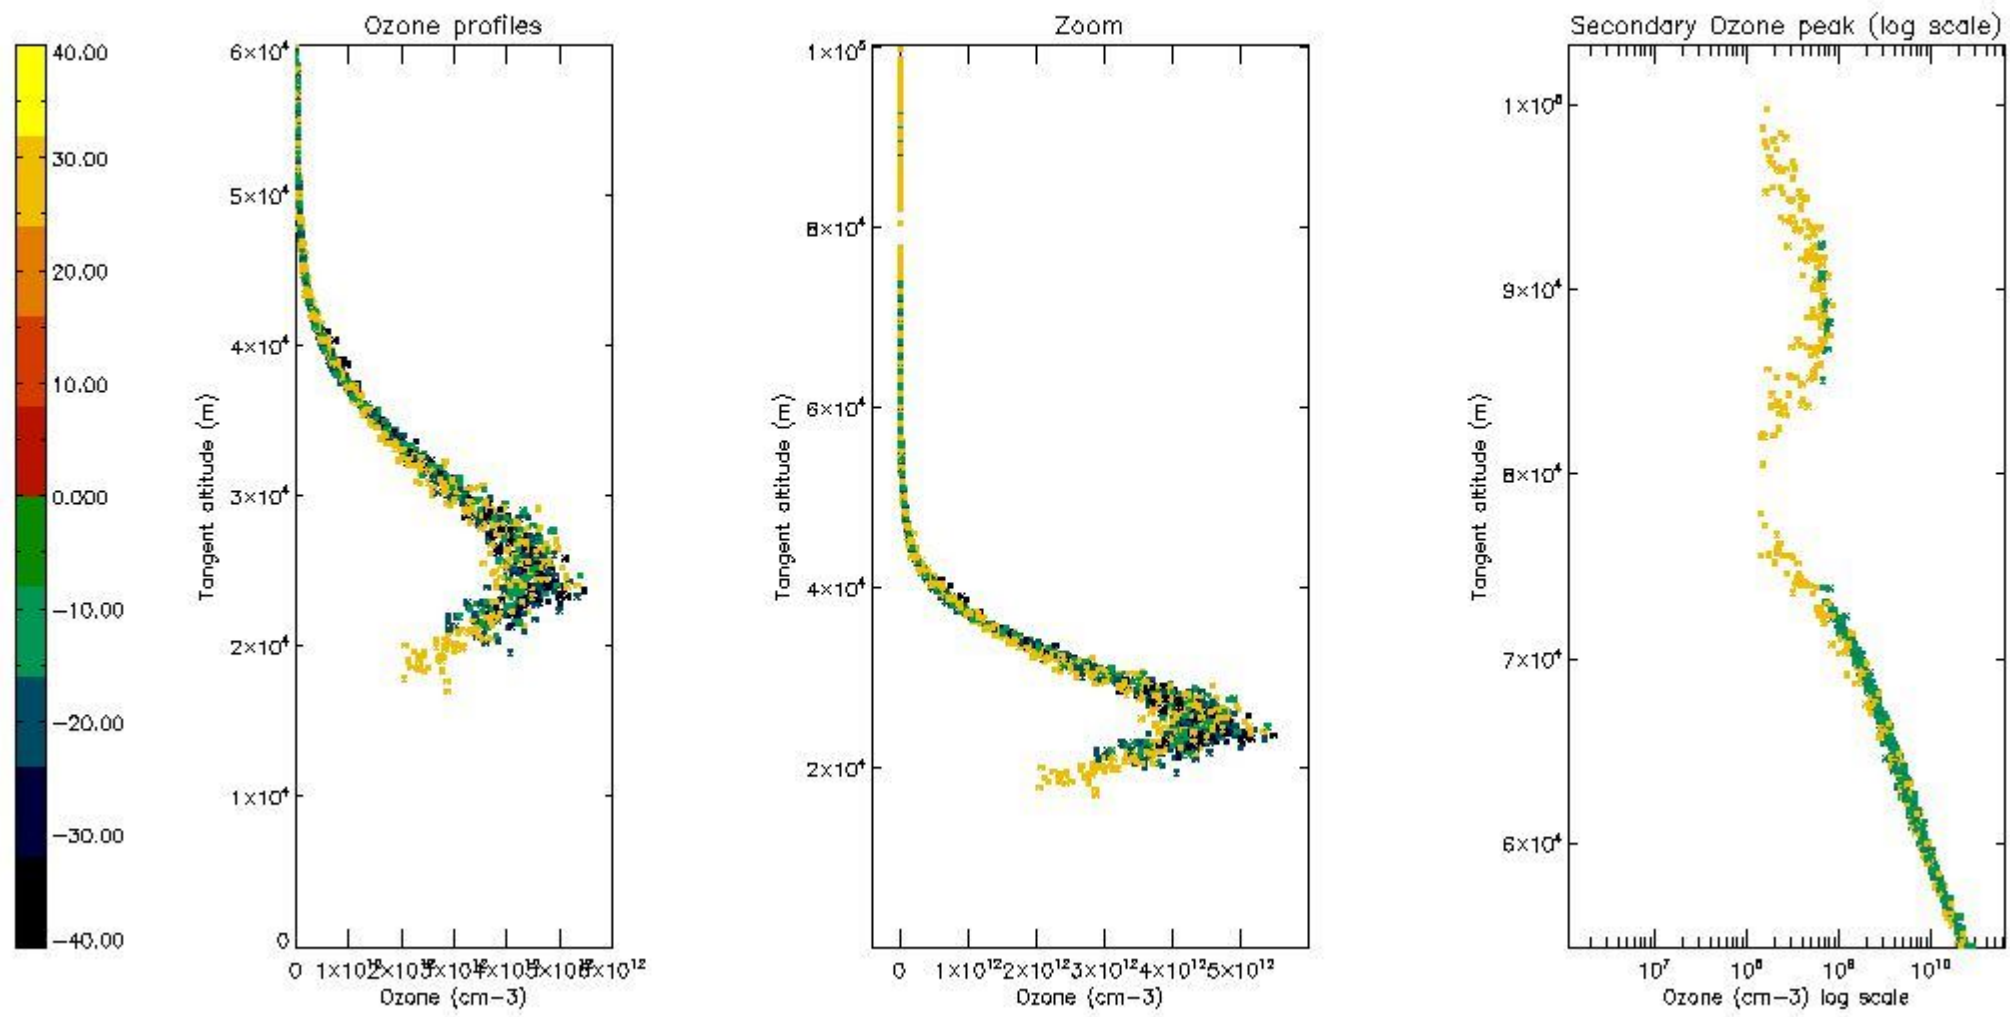 Ozone profiles
Zoom
Secondary Ozone peak (log scale)
40.00
30.00
20.00
10.00
-10.00
-20.00
-30.00
-40.00
6×10⁴
5×10⁴
4×10⁴
3×10⁴
2×10⁴
1×10⁴
0
Tangent altitude (m)
0
Ozone (cm-3)
1×10⁵
8×10⁴
6×10⁴
4×10⁴
2×10⁴
Tangent altitude (m)
0 1×10¹² 2×10¹² 3×10¹² 4×10¹² 5×10¹²
Ozone (cm-3)
9×10⁴
8×10⁴
7×10⁴
6×10⁴
Tangent altitude (m)
10⁷ 10⁸ 10⁹ 10¹⁰
Ozone (cm-3) log scale